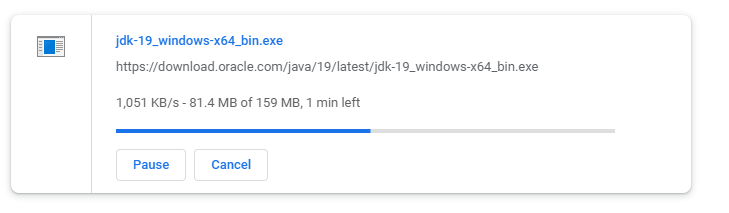 jdk-19_windows-x64_bin.exe
https://download.oracle.com/java/19/latest/jdk-19_windows-x64_bin.exe
1,051 KB/s - 81.4 MB of 159 MB, 1 min left
Pause Cancel